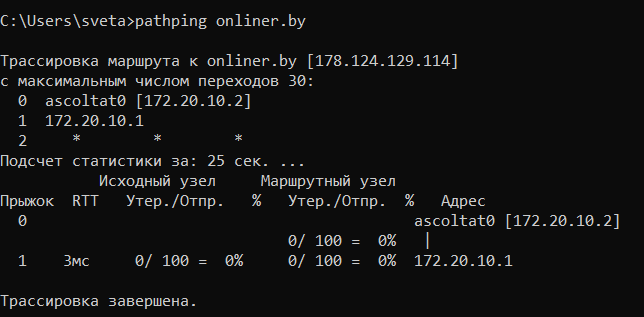 C:\Users\sveta>pathping onliner.by
Трассировка маршрута к onliner.by [178.124.129.114]
с максимальным числом переходов 30:
  0  ascoltat0 [172.20.10.2]
  1  172.20.10.1
  2     *        *        *
Подсчет статистики за: 25 сек. ...
            Исходный узел     Маршрутный узел
Прыжок  RTT   Утер./Отпр.   %   Утер./Отпр.  %   Адрес
  0                                           ascoltat0 [172.20.10.2]
                                0/ 100 =  0%   |
  1    3мс     0/ 100 =  0%     0/ 100 =  0%  172.20.10.1
Трассировка завершена.